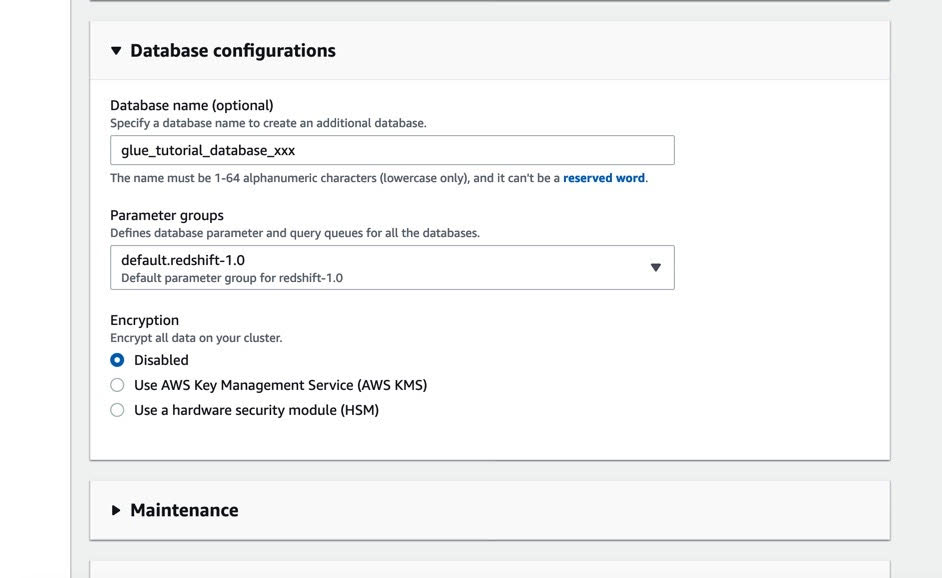 Database configurations
Database name (optional)
Specify a database name to create an additional database.
glue_tutorial_database_xxx
The name must be 1-64 alphanumeric characters (lowercase only), and it can't be a reserved word.
Parameter groups
Defines database parameter and query queues for all the databases.
default.redshift-1.0
Default parameter group for redshift-1.0
Encryption
Encrypt all data on your cluster.
Disabled
Use AWS Key Management Service (AWS KMS)
Use a hardware security module (HSM)
Maintenance